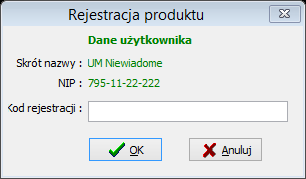 Rejestracja produktu
Dane użytkownika
Skrót nazwy : UM Niewiadome
NIP : 795-11-22-222
Kod rejestracji :
OK Anuluj